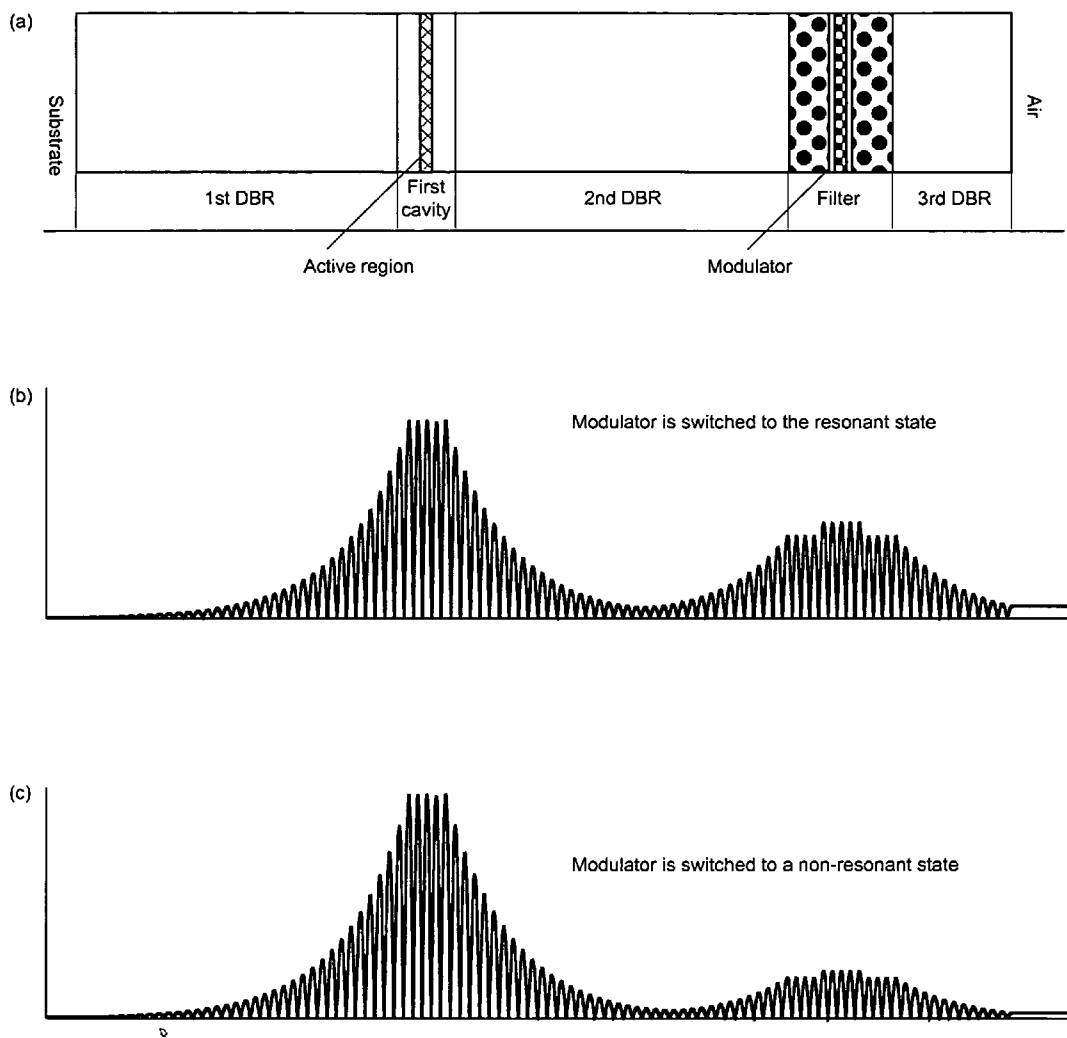 (a)
Substrate
Air
1st DBR
First
cavity
2nd DBR
Filter
3rd DBR
Active region
Modulator
(b)
Modulator is switched to the resonant state
(c)
Modulator is switched to a non-resonant state